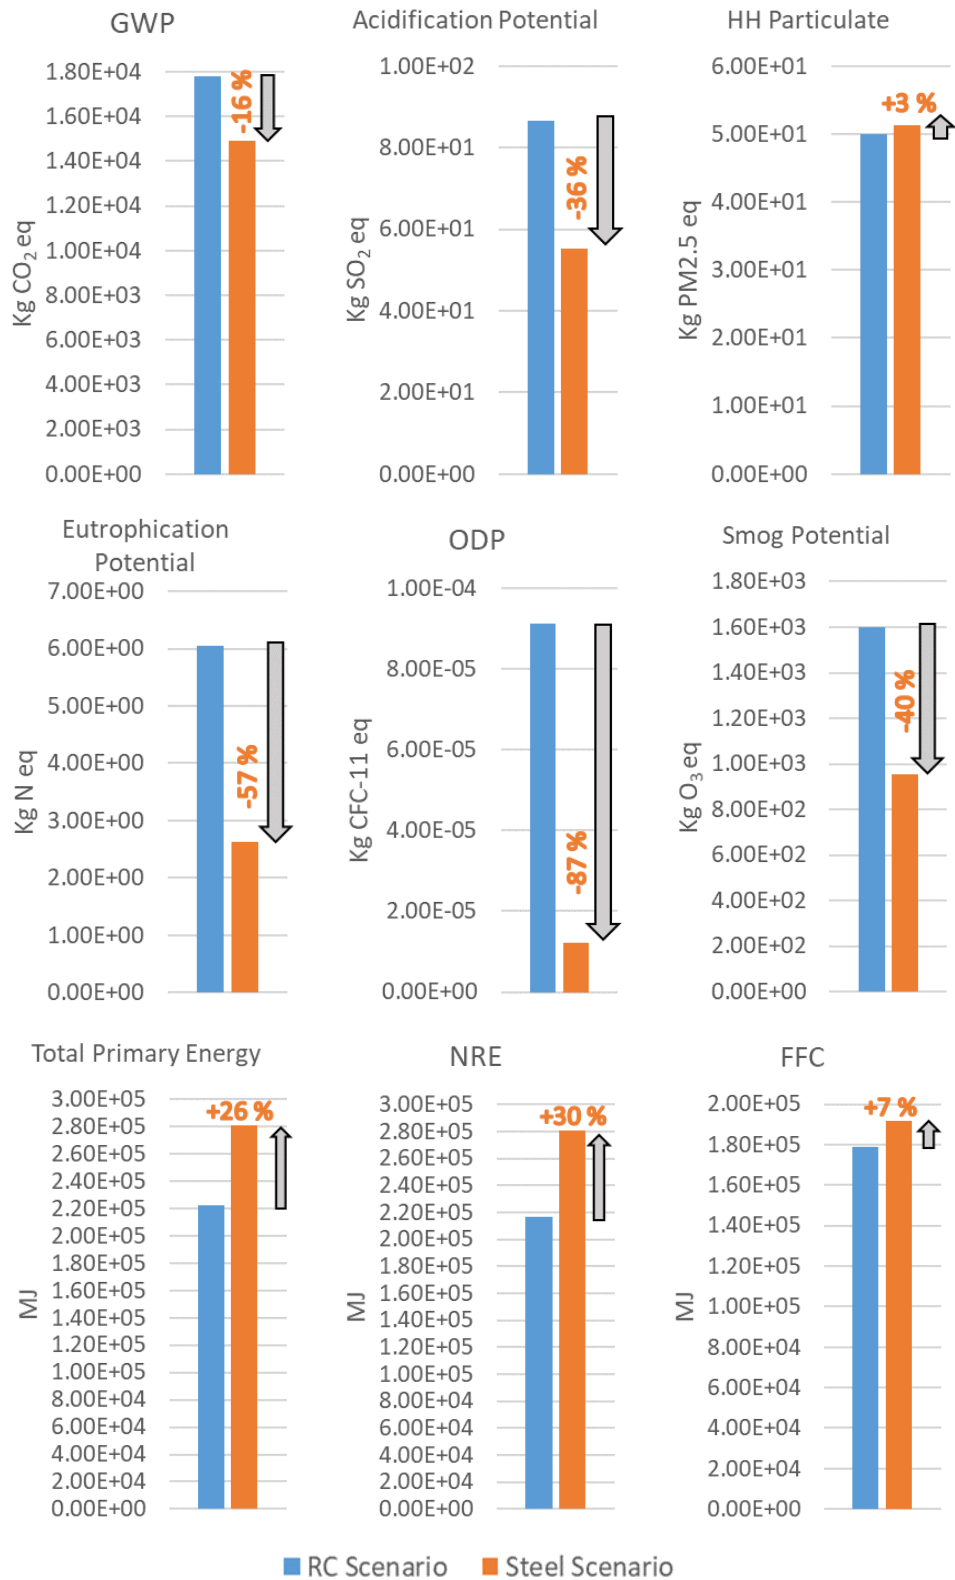 GWP
1.80E+04
1.60E+04
1.40E+04
1.20E+04
1.00E+04
8.00E+03
6.00E+03
4.00E+03
2.00E+03
0.00E+00
Kg CO₂ eq
-16 %
Acidification Potential
1.00E+02
8.00E+01
6.00E+01
4.00E+01
2.00E+01
0.00E+00
Kg SO₂ eq
-36 %
HH Particulate
6.00E+01
5.00E+01
4.00E+01
3.00E+01
2.00E+01
1.00E+01
0.00E+00
Kg PM2.5 eq
+3 %
Eutrophication
Potential
7.00E+00
6.00E+00
5.00E+00
4.00E+00
3.00E+00
2.00E+00
1.00E+00
0.00E+00
Kg N eq
-57 %
ODP
1.00E-04
8.00E-05
6.00E-05
4.00E-05
2.00E-05
0.00E+00
Kg CFC-11 eq
-87 %
Smog Potential
1.80E+03
1.60E+03
1.40E+03
1.20E+03
1.00E+03
8.00E+02
6.00E+02
4.00E+02
2.00E+02
0.00E+00
Kg O₃ eq
-40 %
Total Primary Energy
3.00E+05
2.80E+05
2.60E+05
2.40E+05
2.20E+05
2.00E+05
1.80E+05
1.60E+05
1.40E+05
1.20E+05
1.00E+05
8.00E+04
6.00E+04
4.00E+04
2.00E+04
0.00E+00
MJ
+26 %
NRE
3.00E+05
2.80E+05
2.60E+05
2.40E+05
2.20E+05
2.00E+05
1.80E+05
1.60E+05
1.40E+05
1.20E+05
1.00E+05
8.00E+04
6.00E+04
4.00E+04
2.00E+04
0.00E+00
MJ
+30 %
FFC
2.00E+05
1.80E+05
1.60E+05
1.40E+05
1.20E+05
1.00E+05
8.00E+04
6.00E+04
4.00E+04
2.00E+04
0.00E+00
MJ
+7 %
RC Scenario
Steel Scenario